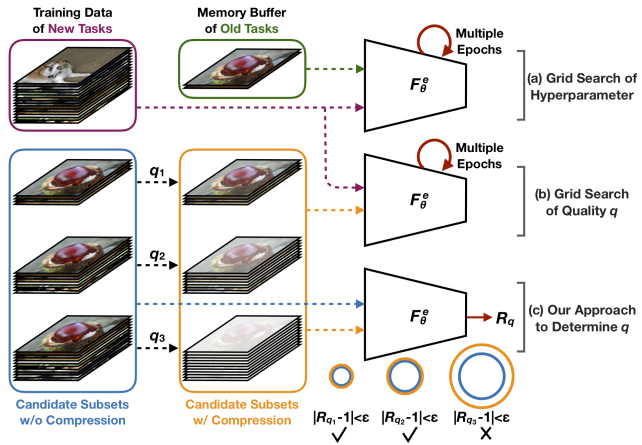 Training Data
of New Tasks
Memory Buffer
of Old Tasks
Multiple
Epochs
F_θ^e
(a) Grid Search of
Hyperparameter
q₁
q₂
q₃
Multiple
Epochs
F_θ^e
(b) Grid Search
of Quality q
F_θ^e
R_q
(c) Our Approach
to Determine q
Candidate Subsets
w/o Compression
Candidate Subsets
w/ Compression
|R_q₁-1|<ε
✓
|R_q₂-1|<ε
✓
|R_q₃-1|<ε
✗